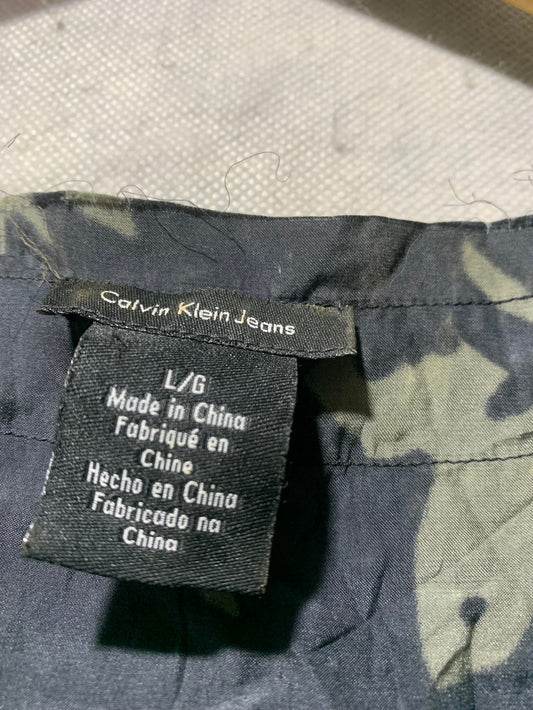 Calvin Klein Jeans
L/G
Made in China
Fabriqué en
Chine
Hecho en China
Fabricado na
China